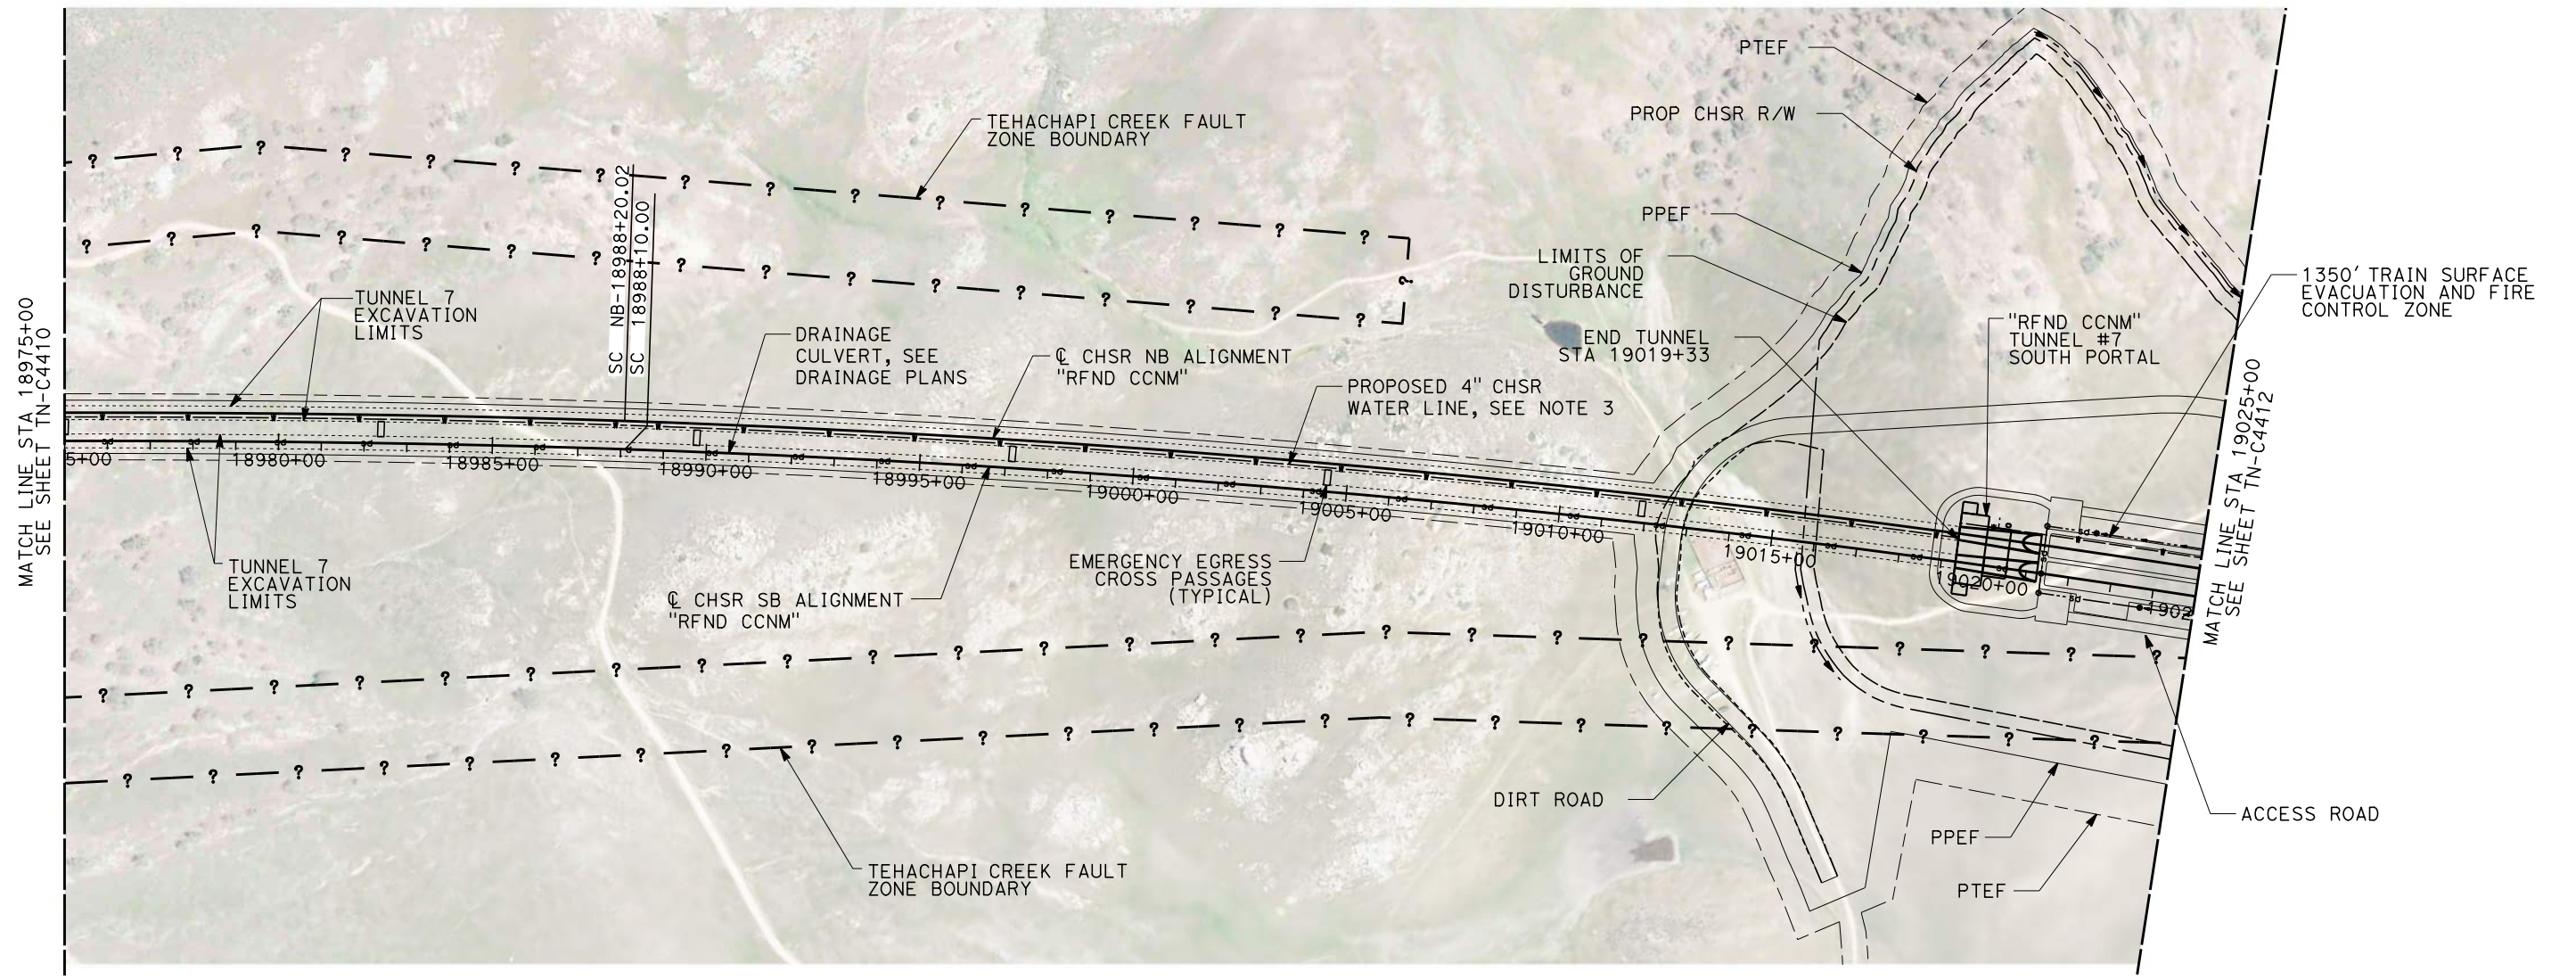 PTEF
PROP CHSR R/W
TEHACHAPI CREEK FAULT
ZONE BOUNDARY
PPEF
LIMITS OF
GROUND
DISTURBANCE
1350' TRAIN SURFACE
EVACUATION AND FIRE
CONTROL ZONE
TUNNEL 7
EXCAVATION
LIMITS
SC NB-18988+20.02
SC 18988+10.00
DRAINAGE
CULVERT, SEE
DRAINAGE PLANS
℄ CHSR NB ALIGNMENT
"RFND CCNM"
PROPOSED 4" CHSR
WATER LINE, SEE NOTE 3
END TUNNEL
STA 19019+33
"RFND CCNM"
TUNNEL #7
SOUTH PORTAL
MATCH LINE STA 18975+00
SEE SHEET TN-C4410
5+00
18980+00
18985+00
18990+00
18995+00
19000+00
19005+00
19010+00
19015+00
19020+00
1902
MATCH LINE STA 19025+00
SEE SHEET TN-C4412
TUNNEL 7
EXCAVATION
LIMITS
℄ CHSR SB ALIGNMENT
"RFND CCNM"
EMERGENCY EGRESS
CROSS PASSAGES
(TYPICAL)
DIRT ROAD
ACCESS ROAD
PPEF
PTEF
TEHACHAPI CREEK FAULT
ZONE BOUNDARY